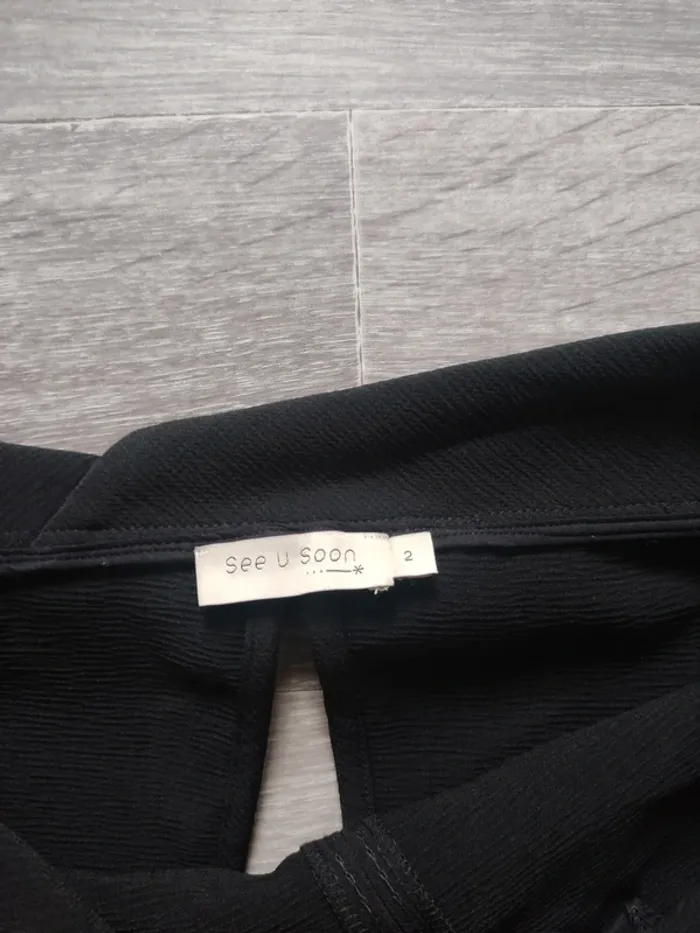 see u soon
...—*
2